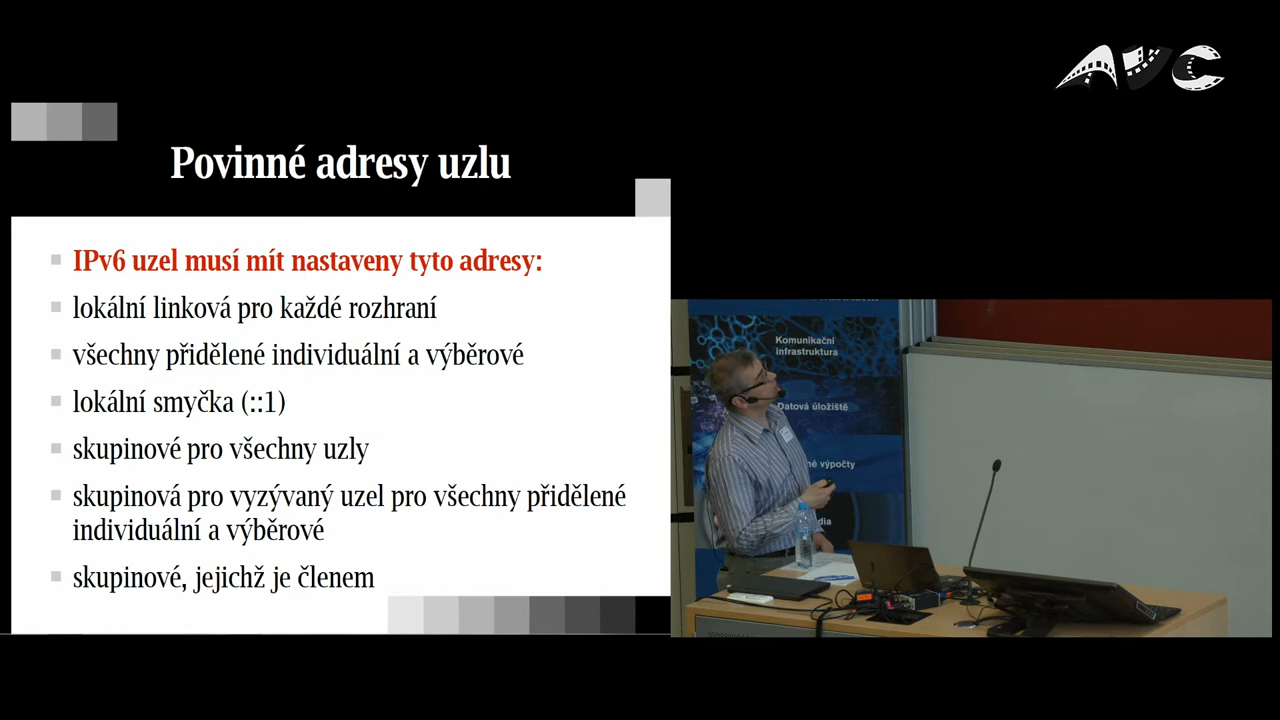 AVC
Povinné adresy uzlu
IPv6 uzel musí mít nastaveny tyto adresy:
lokální linková pro každé rozhraní
všechny přidělené individuální a výběrové
lokální smyčka (::1)
skupinové pro všechny uzly
skupinová pro vyzývaný uzel pro všechny přidělené
individuální a výběrové
skupinové, jejichž je členem
Komunikační
infrastruktura
Datová úložiště
výpočty